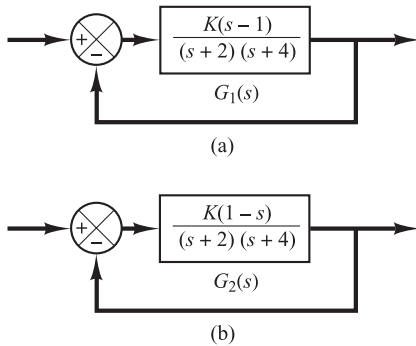 +
−
K(s − 1)
(s + 2) (s + 4)
G₁(s)
(a)
+
−
K(1 − s)
(s + 2) (s + 4)
G₂(s)
(b)